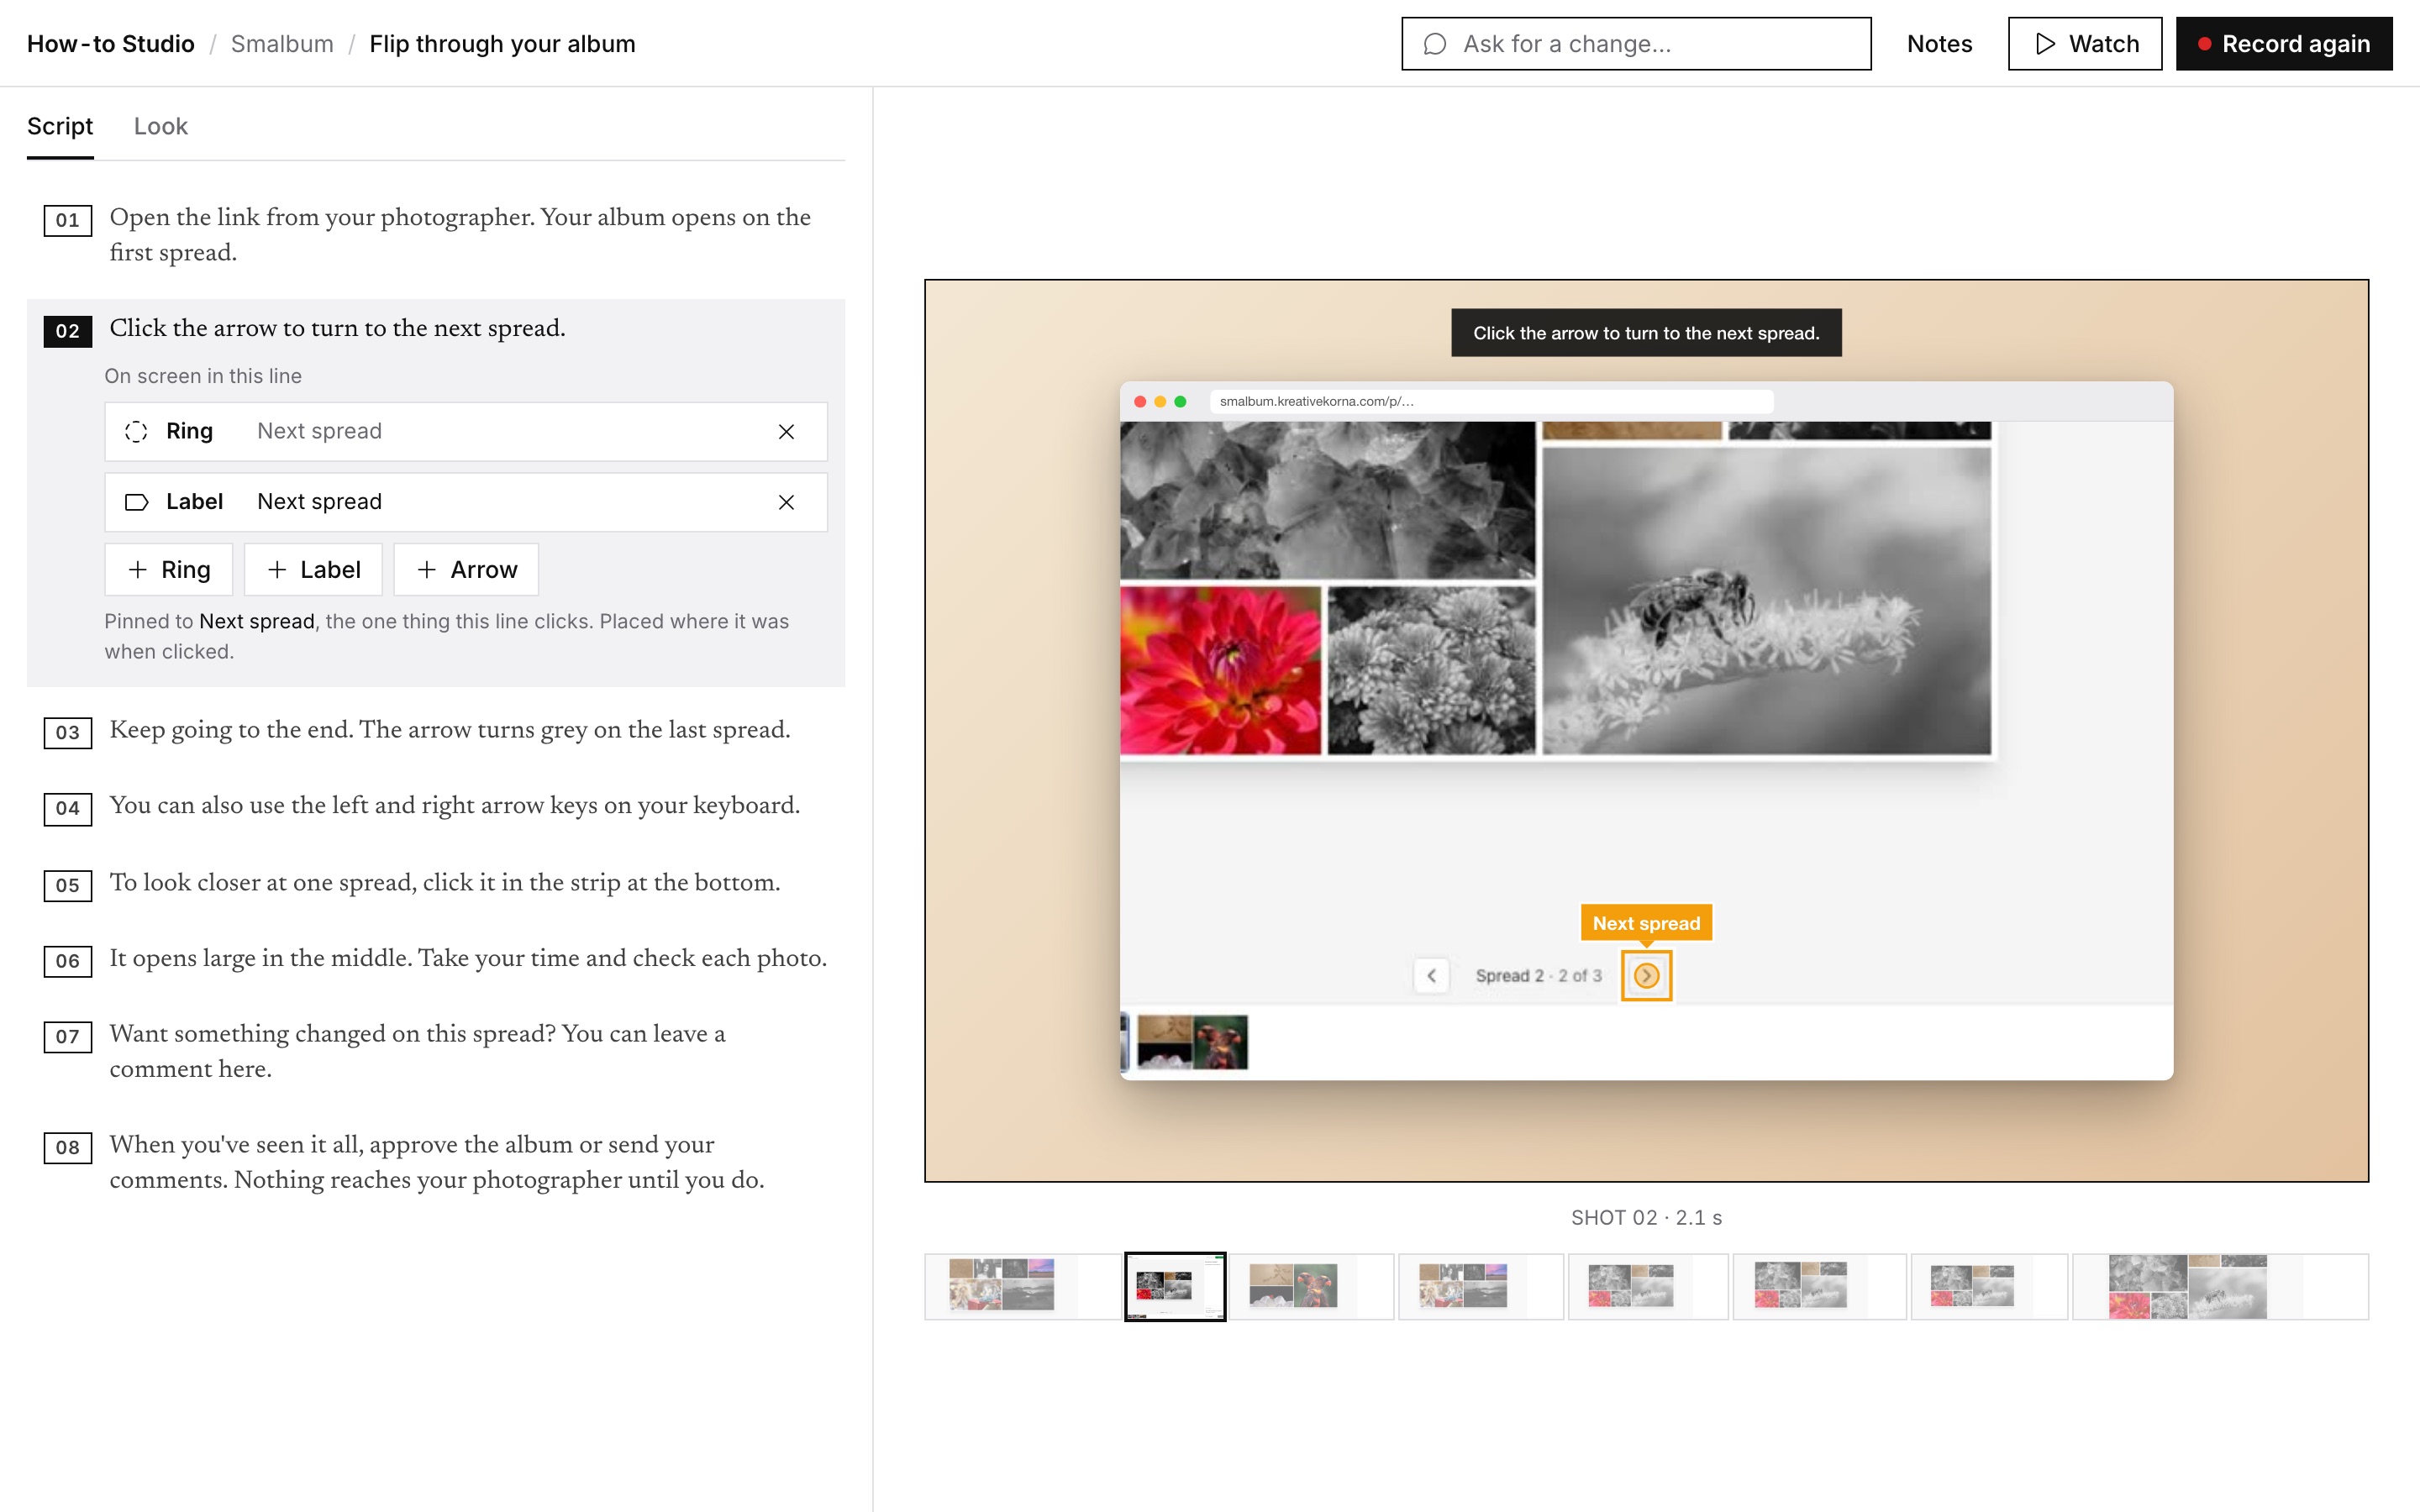 How-to Studio / Smalbum / Flip through your album
Ask for a change...
Notes
Watch
Record again
Script
Look
01 Open the link from your photographer. Your album opens on the
first spread.
02 Click the arrow to turn to the next spread.
On screen in this line
Ring Next spread
Label Next spread
+ Ring
+ Label
+ Arrow
Pinned to Next spread, the one thing this line clicks. Placed where it was
when clicked.
03 Keep going to the end. The arrow turns grey on the last spread.
04 You can also use the left and right arrow keys on your keyboard.
05 To look closer at one spread, click it in the strip at the bottom.
06 It opens large in the middle. Take your time and check each photo.
07 Want something changed on this spread? You can leave a
comment here.
08 When you've seen it all, approve the album or send your
comments. Nothing reaches your photographer until you do.
Click the arrow to turn to the next spread.
smalbum.kreativekorna.com/p/...
Next spread
Spread 2 · 2 of 3
SHOT 02 · 2.1 s